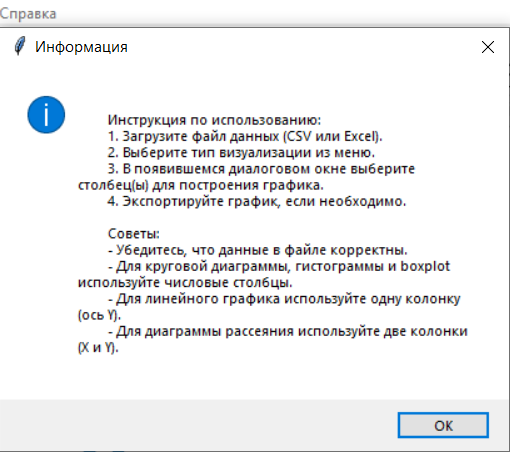 Справка
Информация
Инструкция по использованию:
1. Загрузите файл данных (CSV или Excel).
2. Выберите тип визуализации из меню.
3. В появившемся диалоговом окне выберите
столбец(ы) для построения графика.
4. Экспортируйте график, если необходимо.
Советы:
- Убедитесь, что данные в файле корректны.
- Для круговой диаграммы, гистограммы и boxplot
используйте числовые столбцы.
- Для линейного графика используйте одну колонку
(ось Y).
- Для диаграммы рассеяния используйте две колонки
(X и Y).
ОК